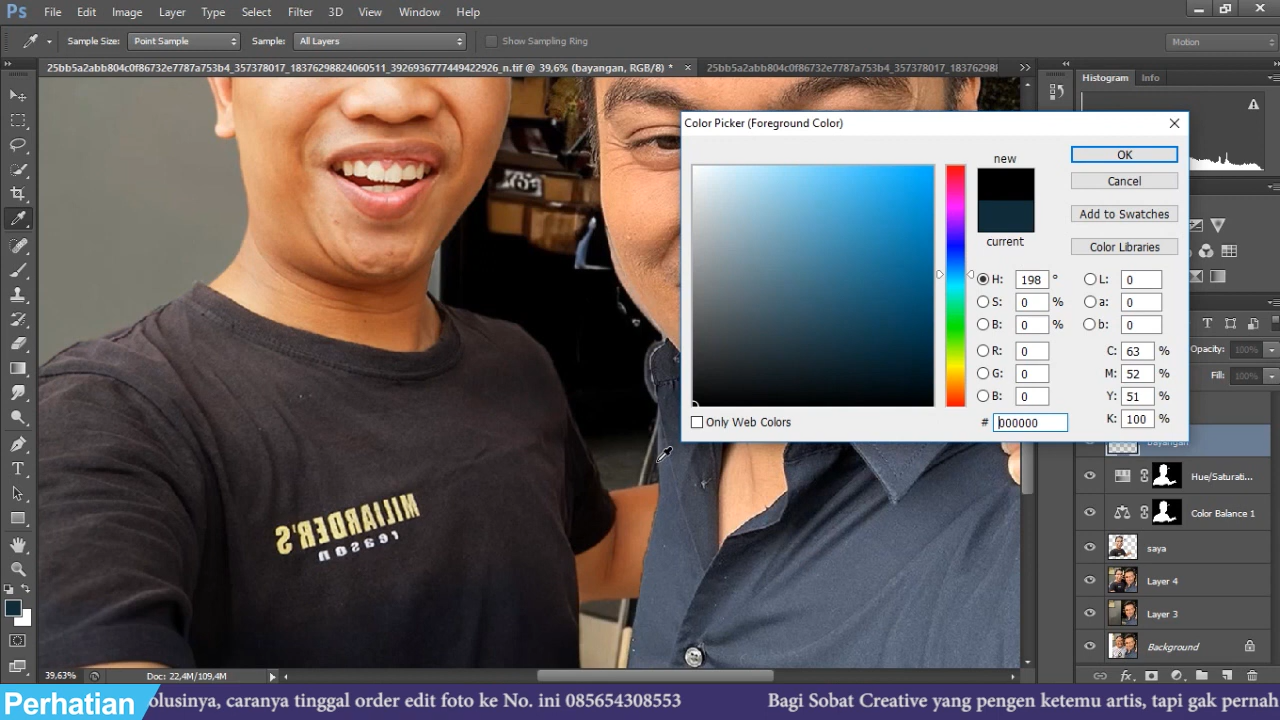 Ps File Edit Image Layer Type Select Filter 3D View Window Help
Sample Size: Point Sample Sample: All Layers Show Sampling Ring Motion
25bb5a2abb804c0f86732e7787a753b4_357378017_18376298824060511_3926936777449422926_n.tif @ 39,6% (bayangan, RGB/8) * 25bb5a2abb804c0f86732e7787a753b4_357378017_183762988
Histogram Info
Color Picker (Foreground Color)
OK
new
Cancel
Add to Swatches
current
Color Libraries
H: 198 ° L: 0
S: 0 % a: 0
B: 0 % b: 0
R: 0 C: 63 %
G: 0 M: 52 %
B: 0 Y: 51 %
K: 100 %
Only Web Colors # 000000
Opacity: 100%
Fill: 100%
bayangan
Hue/Saturati...
Color Balance 1
saya
Layer 4
Layer 3
Background
MILIARDER'S
reason
39,63% Doc: 22,4M/109,4M
Perhatian olusinya, caranya tinggal order edit foto ke No. ini 085654308553 Bagi Sobat Creative yang pengen ketemu artis, tapi gak pernah